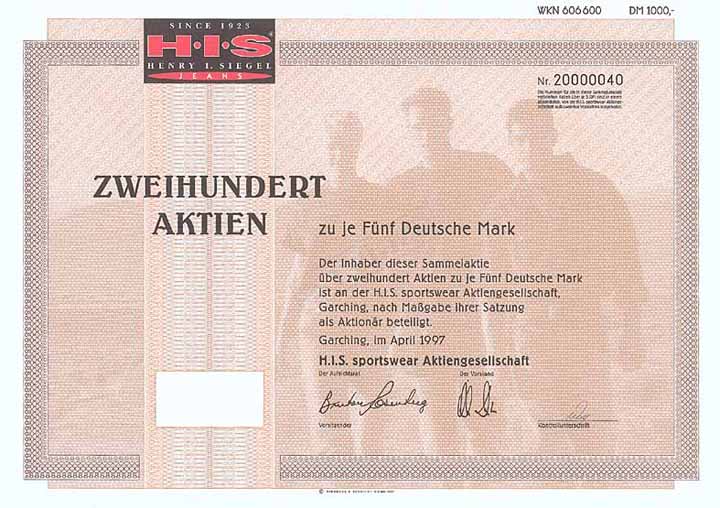 WKN 606600 DM 1000,-
SINCE 1923
H·I·S
HENRY I. SIEGEL
JEANS
Nr. 20000040
ZWEIHUNDERT
AKTIEN
zu je Fünf Deutsche Mark
Der Inhaber dieser Sammelaktie
über zweihundert Aktien zu je Fünf Deutsche Mark
ist an der H.I.S. sportswear Aktiengesellschaft,
Garching, nach Maßgabe ihrer Satzung
als Aktionär beteiligt.
Garching, im April 1997
H.I.S. sportswear Aktiengesellschaft
Der Aufsichtsrat Der Vorstand
Vorsitzender Kontrollunterschrift